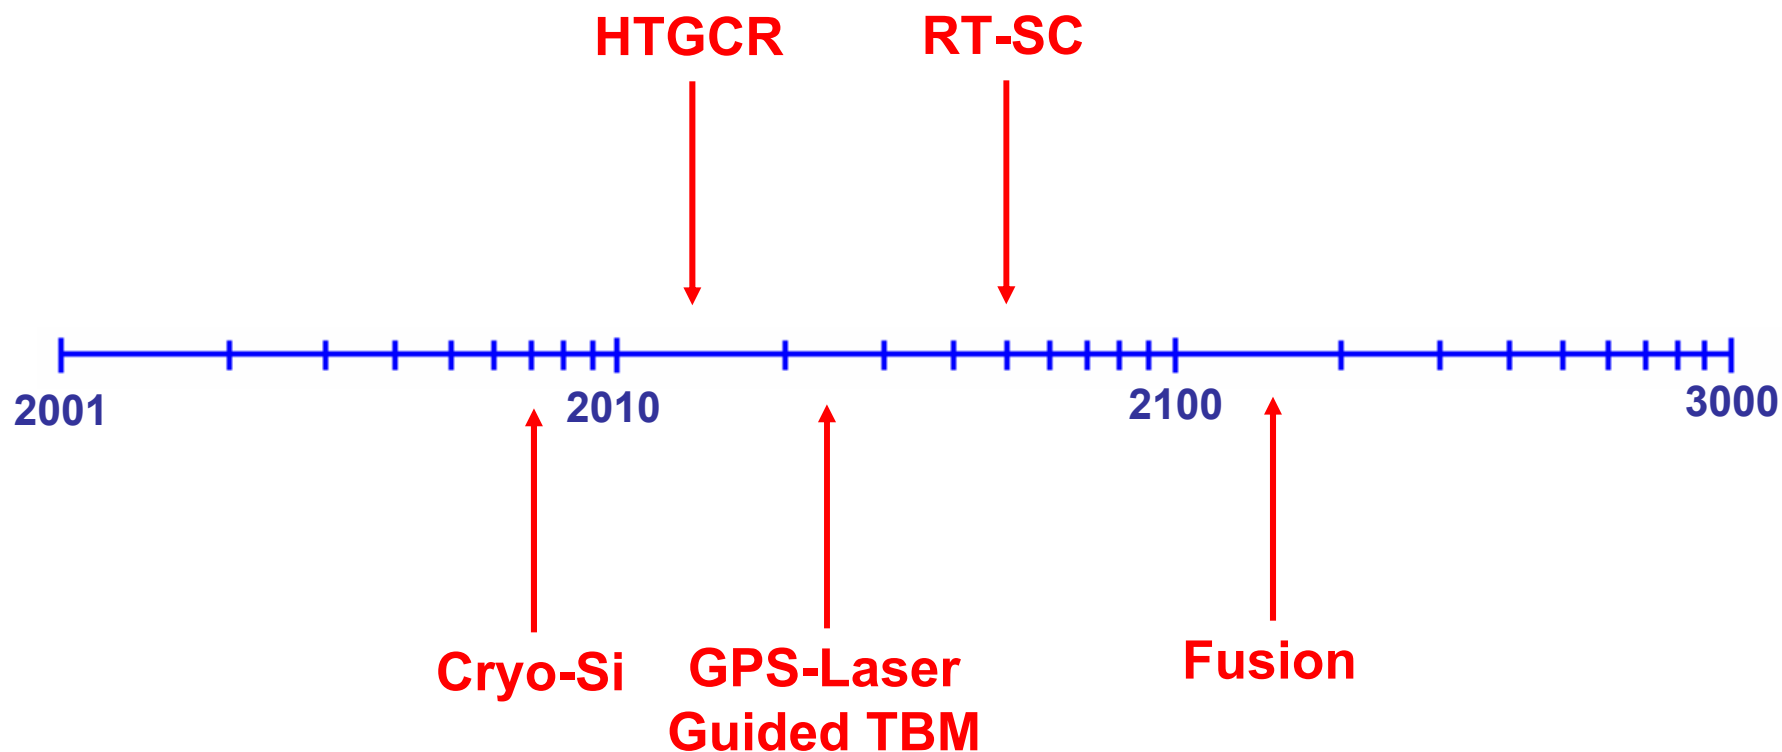 HTGCR
RT-SC
2001
2010
2100
3000
Cryo-Si
GPS-Laser
Guided TBM
Fusion